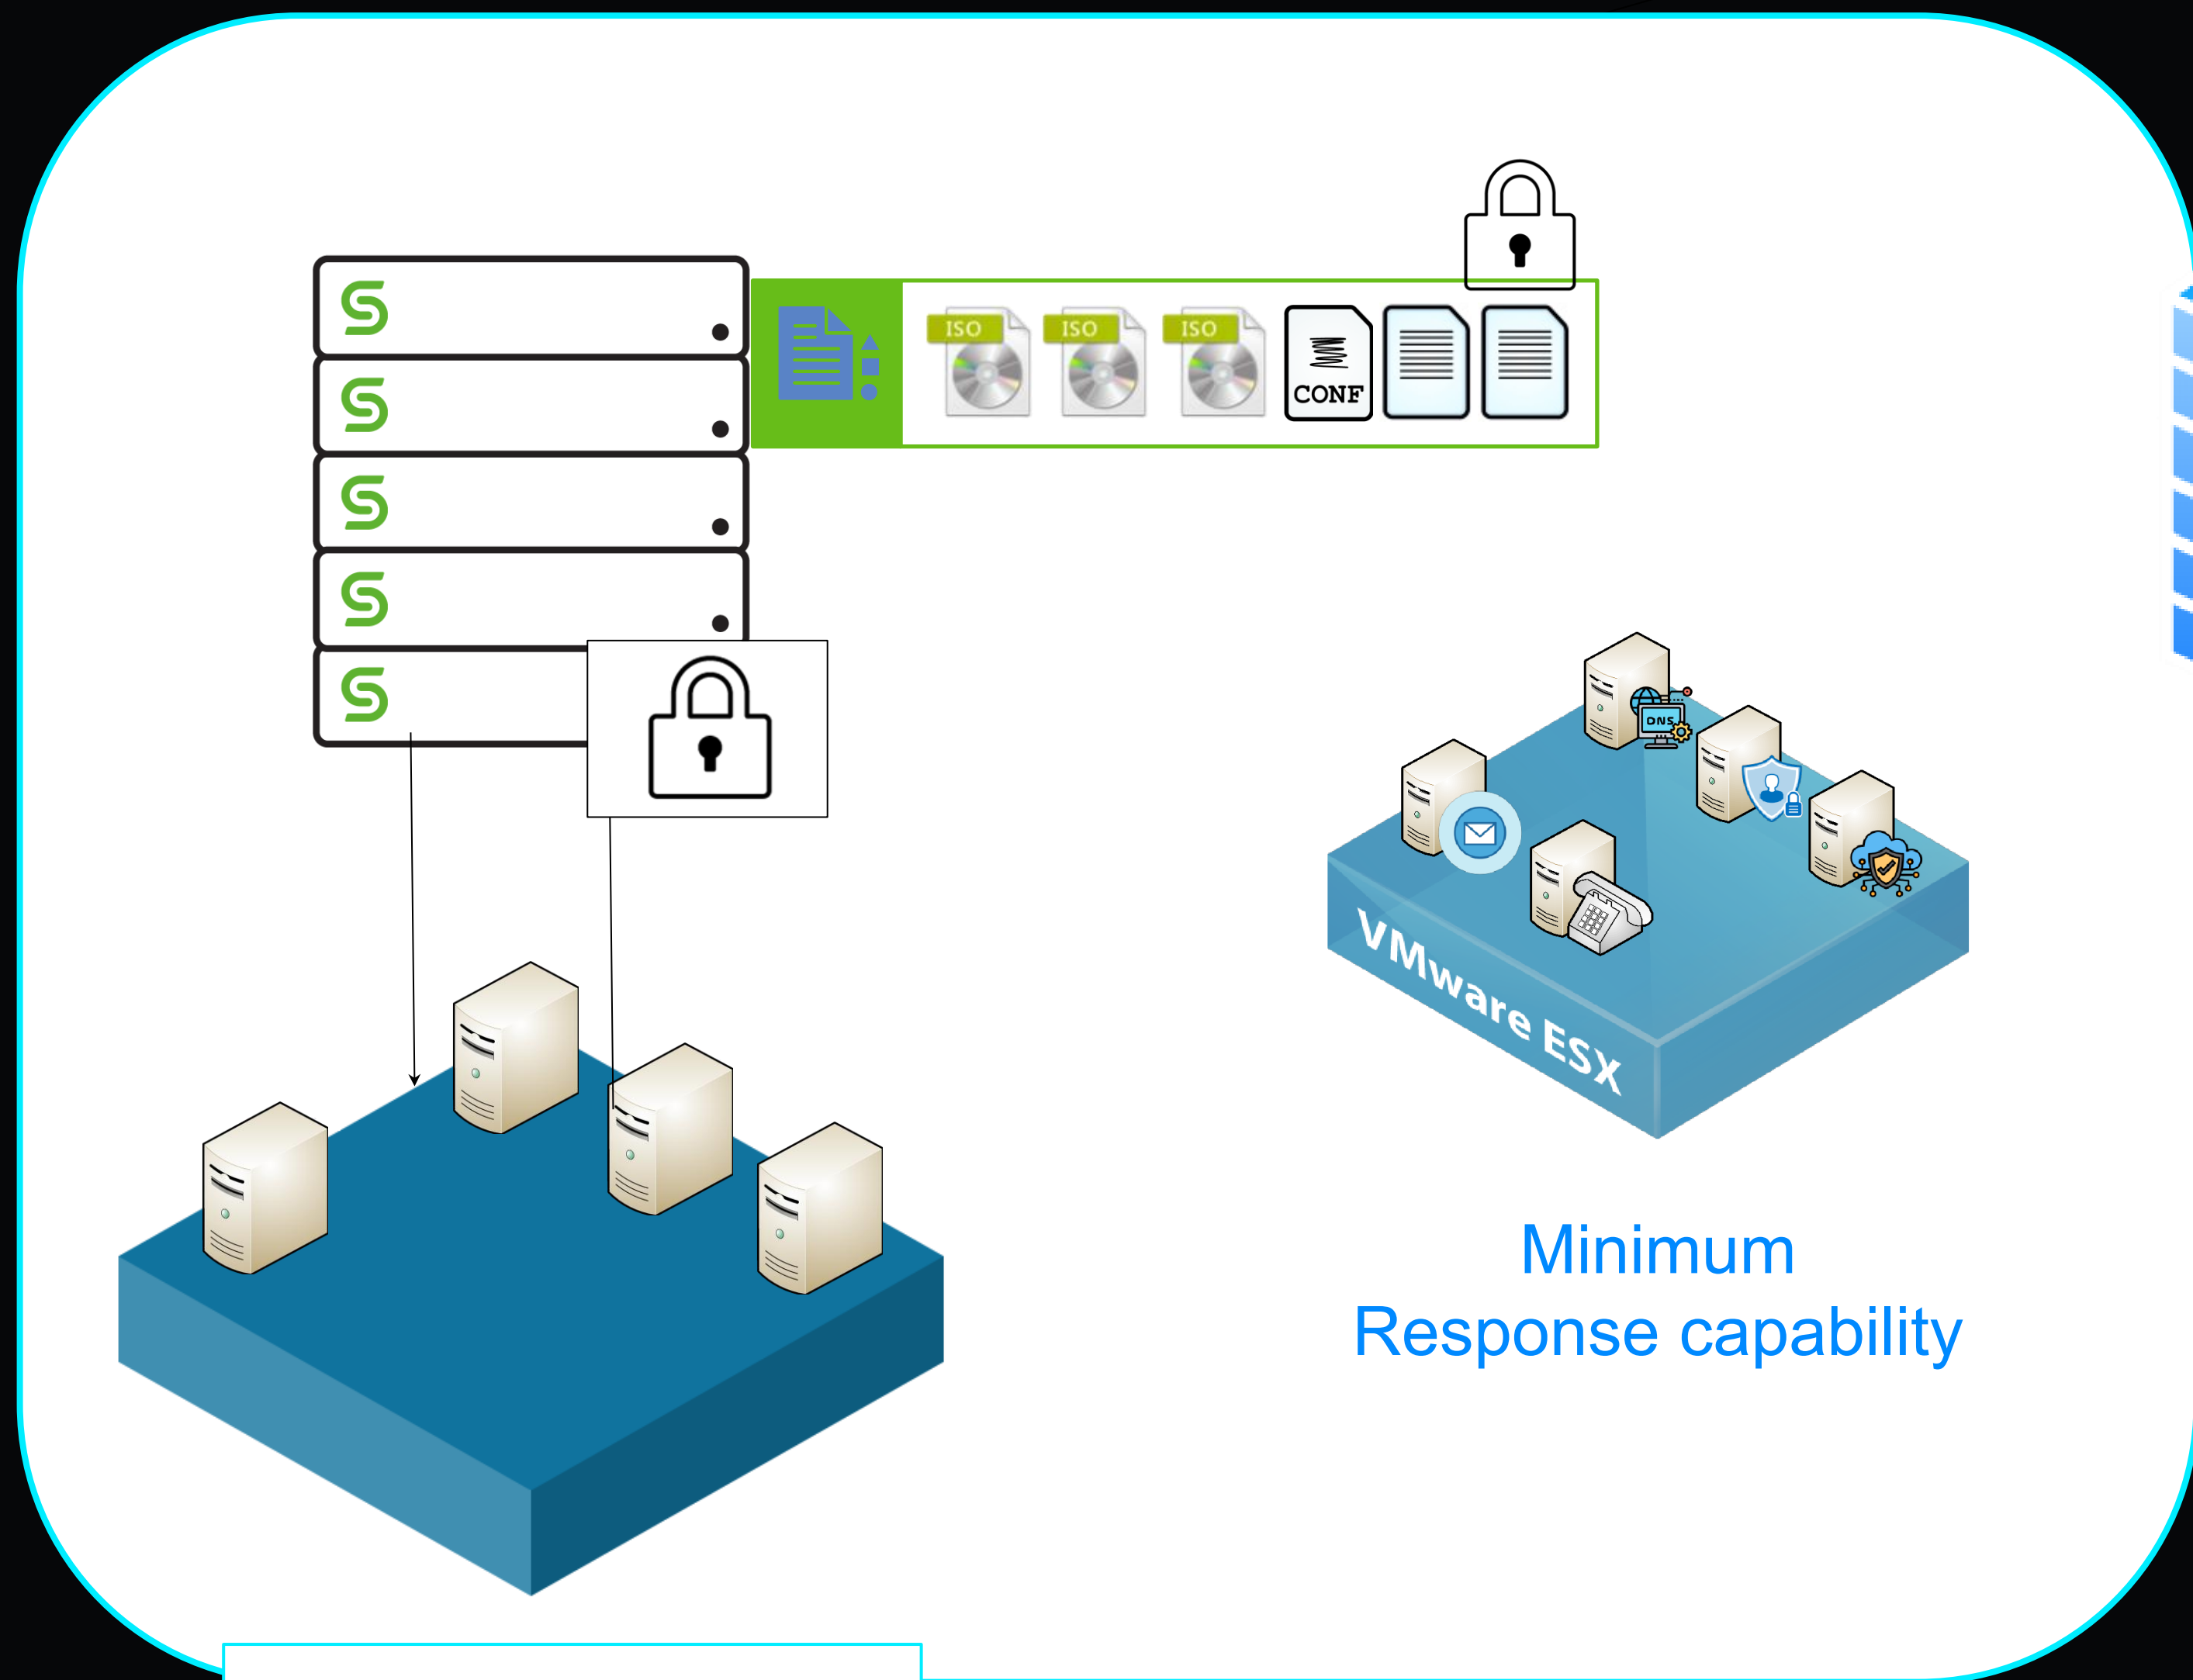 ISO
ISO
ISO
CONF
DNS
VMware ESX
Minimum
Response capability